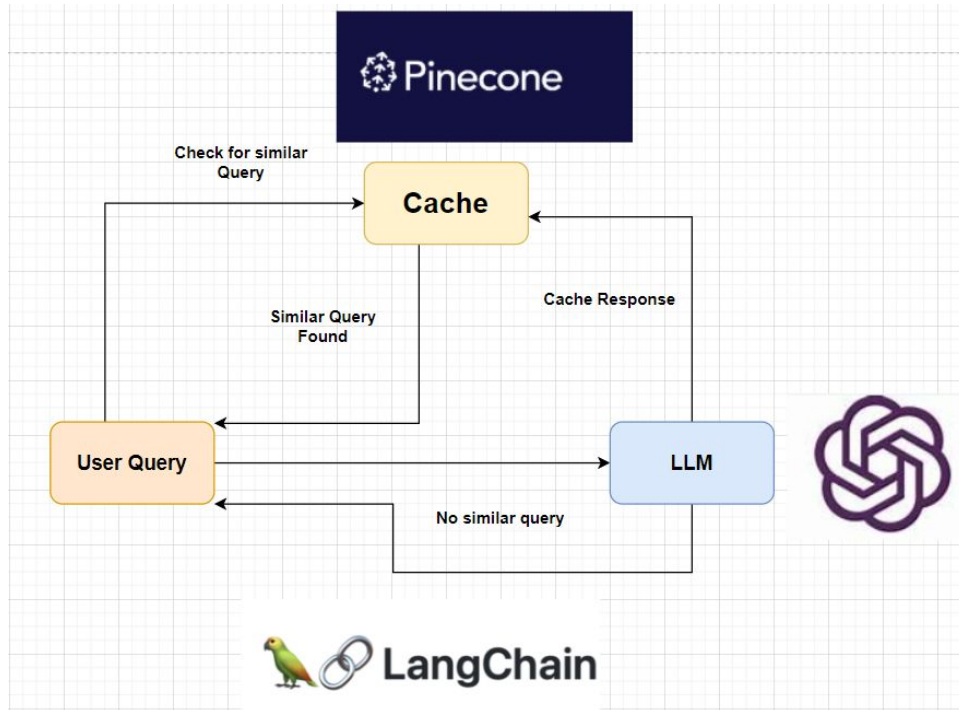 Pinecone
Check for similar
Query
Cache
Cache Response
Similar Query
Found
User Query
LLM
No similar query
LangChain